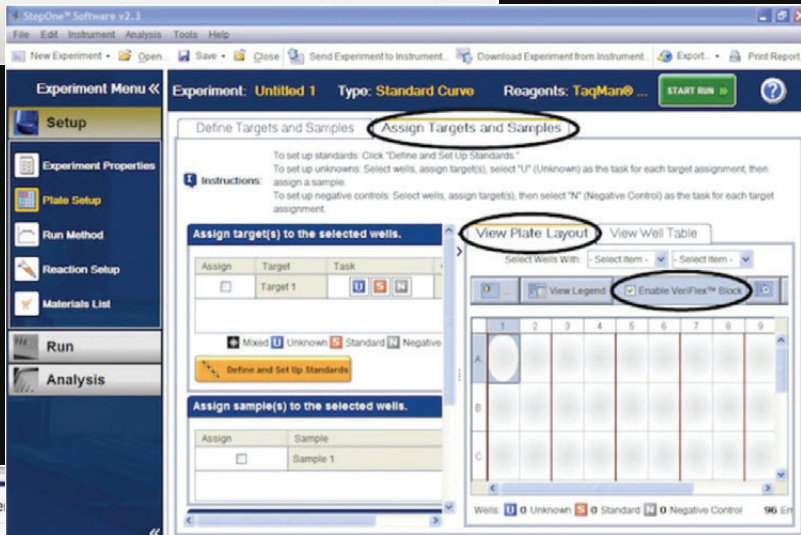 StepOne™ Software v2.3
File Edit Instrument Analysis Tools Help
New Experiment Open... Save Close Send Experiment to Instrument... Download Experiment from Instrument... Export... Print Report
Experiment Menu «
Experiment: Untitled 1 Type: Standard Curve Reagents: TaqMan® ... START RUN
Setup
Experiment Properties
Plate Setup
Run Method
Reaction Setup
Materials List
Run
Analysis
Define Targets and Samples Assign Targets and Samples
Instructions:
To set up standards: Click "Define and Set Up Standards."
To set up unknowns: Select wells, assign target(s), select "U" (Unknown) as the task for each target assignment, then
assign a sample.
To set up negative controls: Select wells, assign target(s), then select "N" (Negative Control) as the task for each target
assignment.
Assign target(s) to the selected wells.
Assign Target Task
Target 1 U S N
Mixed U Unknown S Standard N Negative
Define and Set Up Standards
Assign sample(s) to the selected wells.
Assign Sample
Sample 1
View Plate Layout View Well Table
Select Wells With: - Select Item - - Select Item -
... View Legend Enable VeriFlex™ Block
1 2 3 4 5 6 7 8 9
A
B
C
Wells: U 0 Unknown S 0 Standard N 0 Negative Control 96 Em
«